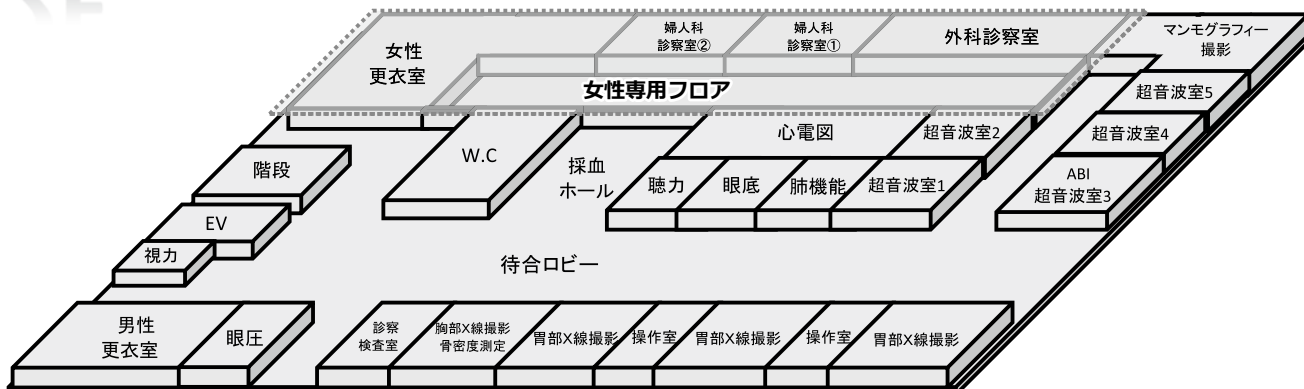 女性
更衣室
婦人科
診察室②
婦人科
診察室①
外科診察室
マンモグラフィー
撮影
女性専用フロア
超音波室5
超音波室4
ABI
超音波室3
心電図
超音波室2
W.C
採血
ホール
聴力
眼底
肺機能
超音波室1
階段
EV
視力
待合ロビー
男性
更衣室
眼圧
診察
検査室
胸部X線撮影
骨密度測定
胃部X線撮影
操作室
胃部X線撮影
操作室
胃部X線撮影